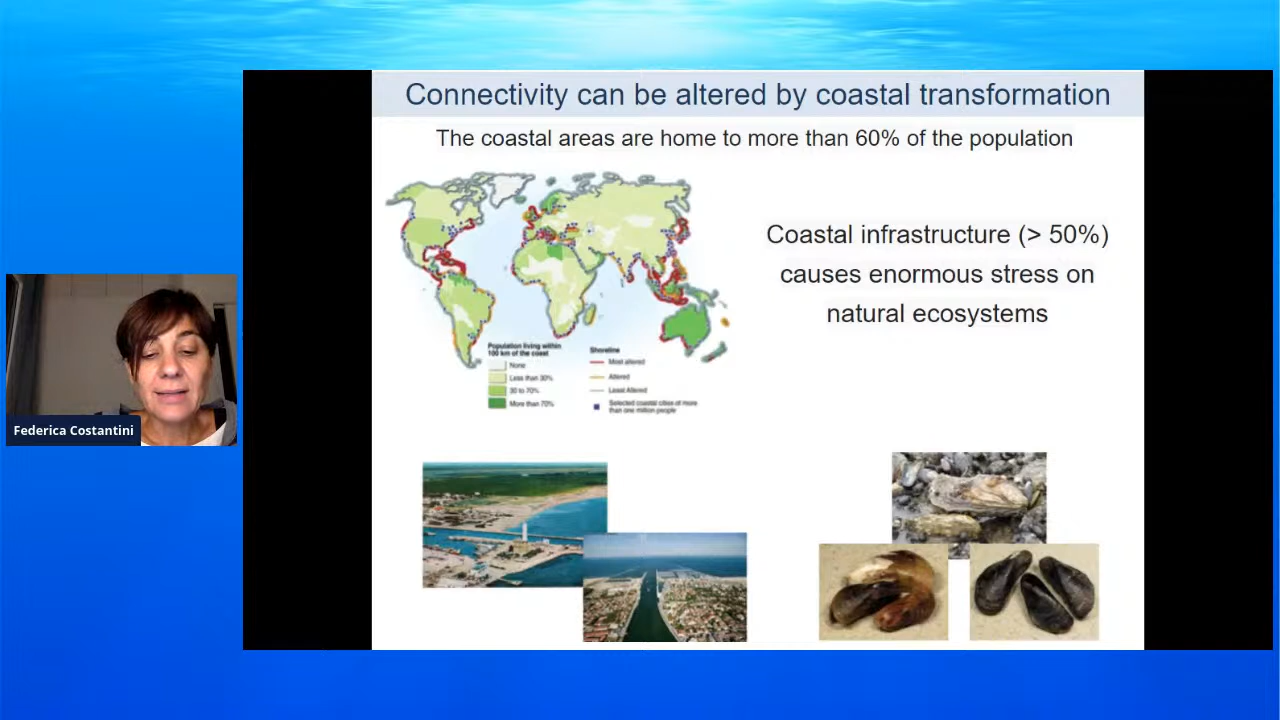 Connectivity can be altered by coastal transformation
The coastal areas are home to more than 60% of the population
Coastal infrastructure (> 50%)
causes enormous stress on
natural ecosystems
Population living within
100 km of the coast
None
Less than 30%
30 to 70%
More than 70%
Shoreline
Most altered
Altered
Least Altered
Selected coastal cities of more
than one million people
Federica Costantini